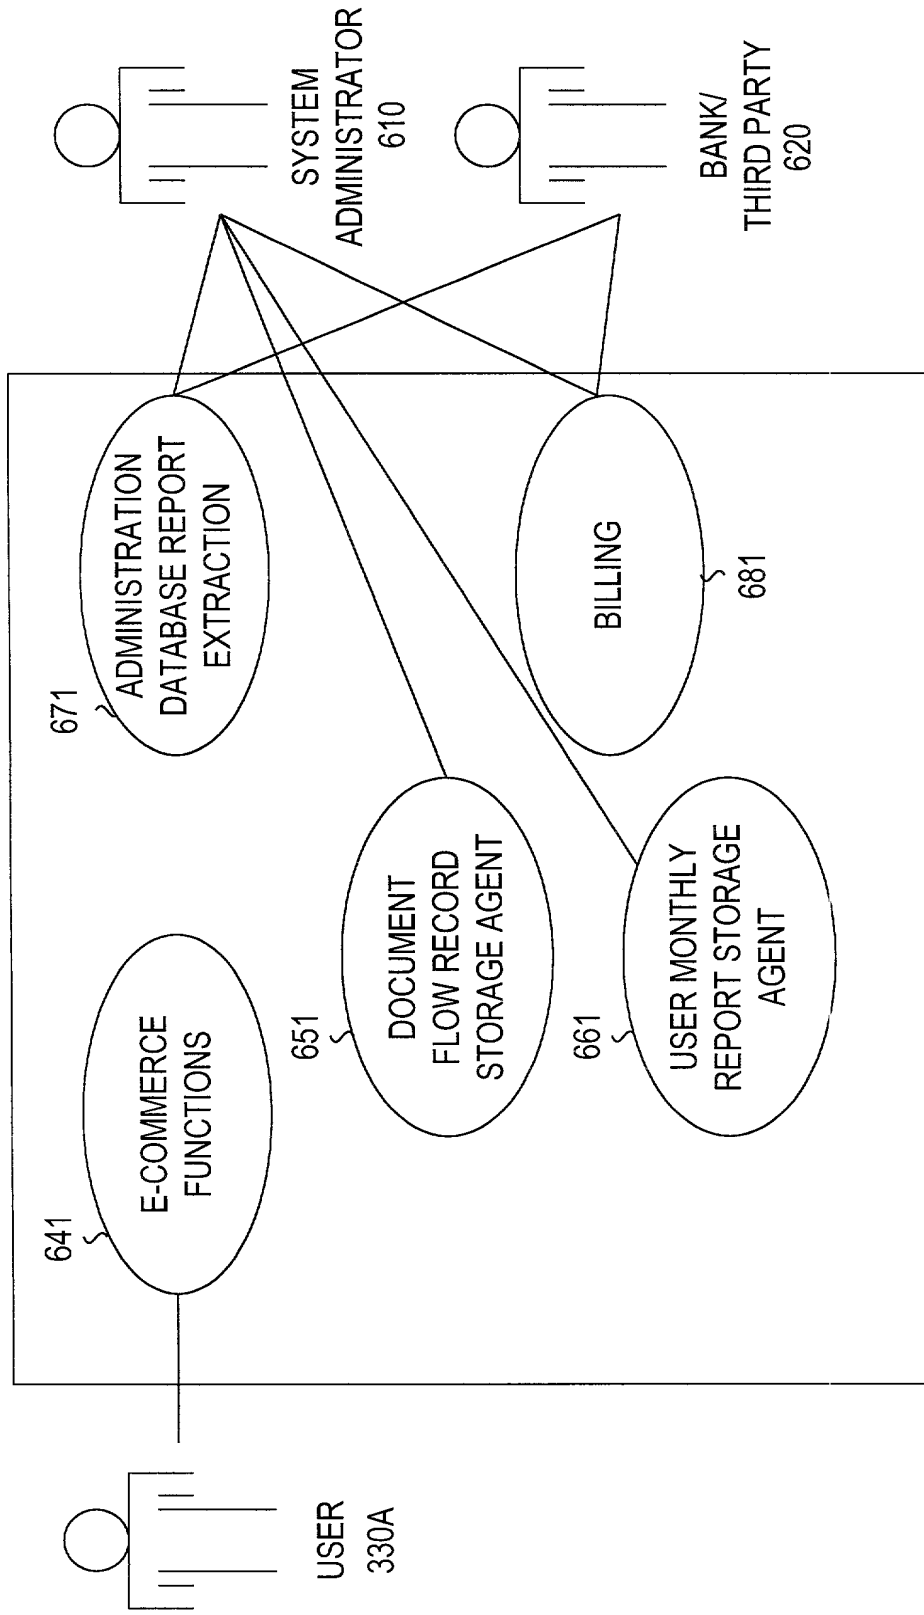 USER
330A
641
E-COMMERCE
FUNCTIONS
651
DOCUMENT
FLOW RECORD
STORAGE AGENT
661
USER MONTHLY
REPORT STORAGE
AGENT
671
ADMINISTRATION
DATABASE REPORT
EXTRACTION
BILLING
681
SYSTEM
ADMINISTRATOR
610
BANK/
THIRD PARTY
620